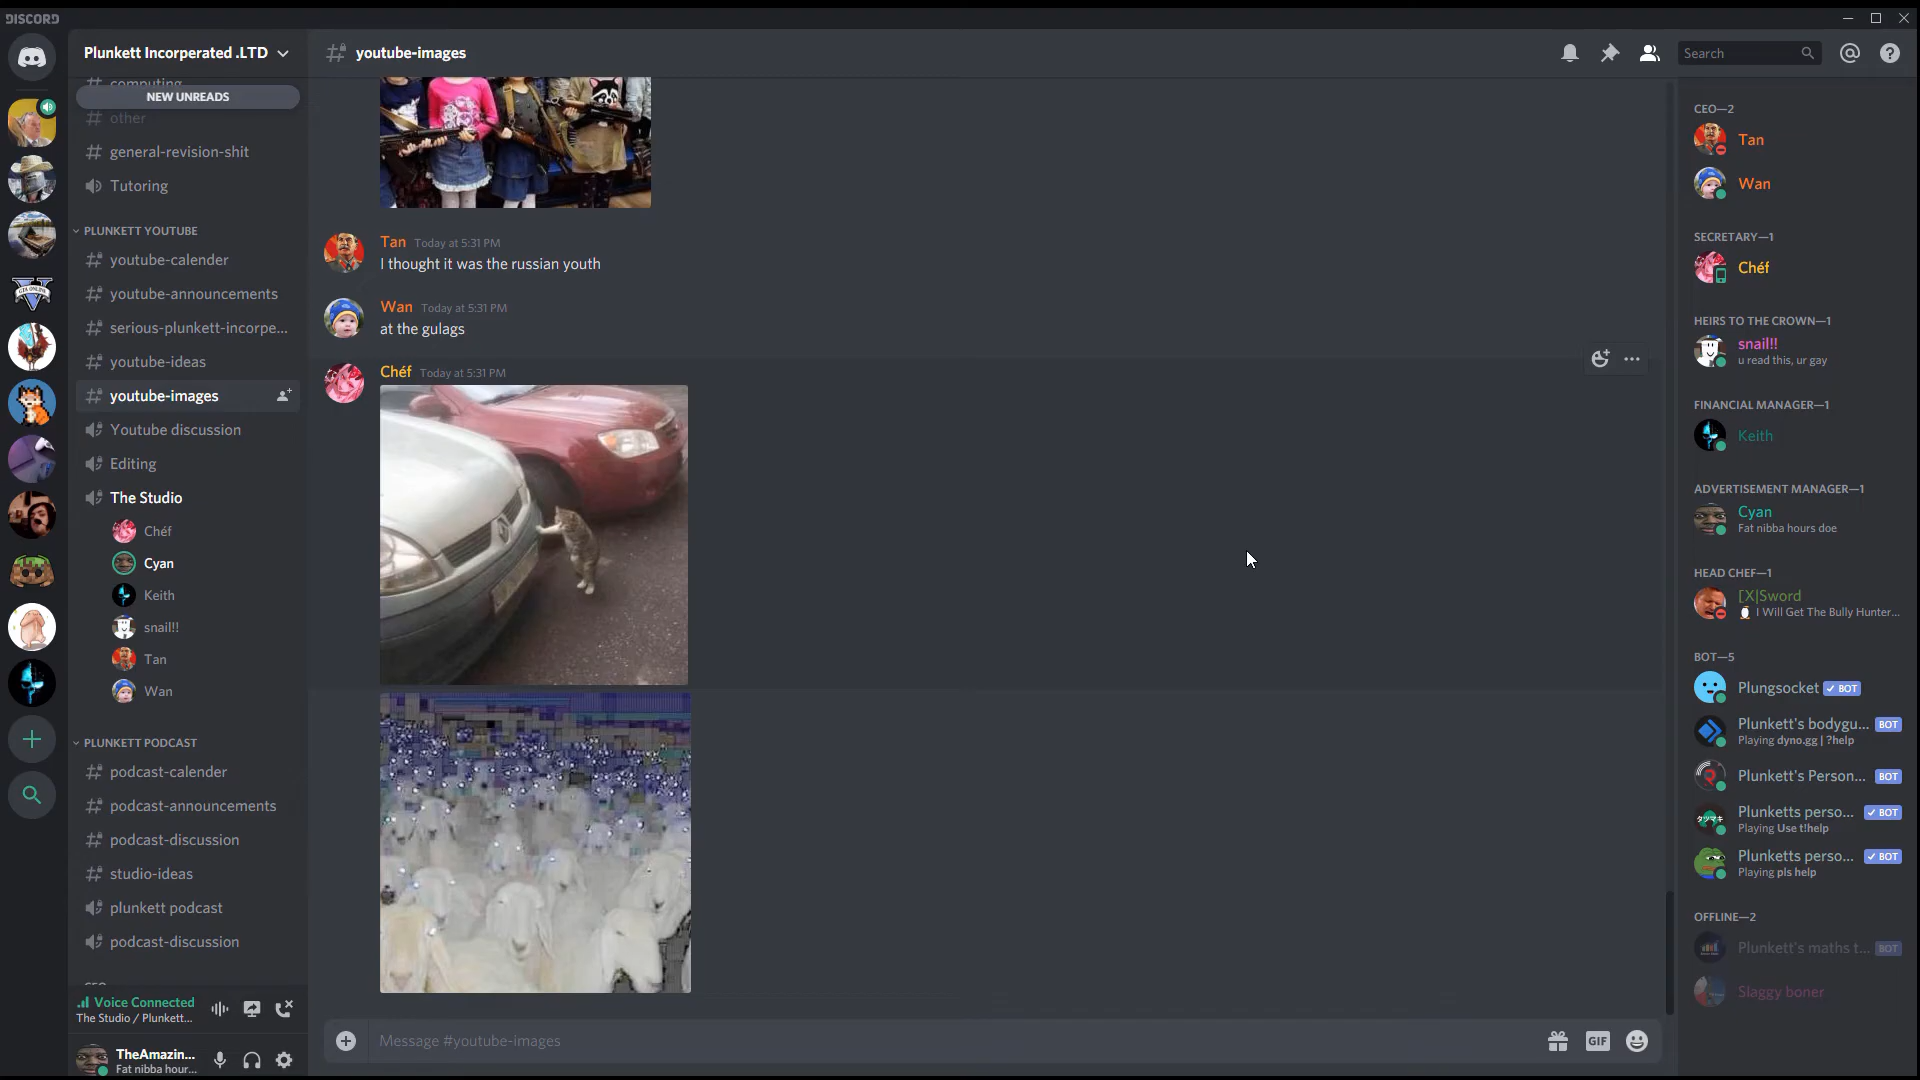 DISCORD
Plunkett Incorperated .LTD
computing
NEW UNREADS
other
general-revision-shit
Tutoring
PLUNKETT YOUTUBE
youtube-calender
youtube-announcements
serious-plunkett-incorpe...
youtube-ideas
youtube-images
Youtube discussion
Editing
The Studio
Chéf
Cyan
Keith
snail!!
Tan
Wan
PLUNKETT PODCAST
podcast-calender
podcast-announcements
podcast-discussion
studio-ideas
plunkett podcast
podcast-discussion
CEO
Voice Connected
The Studio / Plunkett...
TheAmazin...
Fat nibba hour...
youtube-images
Search
Tan Today at 5:31 PM
I thought it was the russian youth
Wan Today at 5:31 PM
at the gulags
Chéf Today at 5:31 PM
Message #youtube-images
GIF
CEO—2
Tan
Wan
SECRETARY—1
Chéf
HEIRS TO THE CROWN—1
snail!!
u read this, ur gay
FINANCIAL MANAGER—1
Keith
ADVERTISEMENT MANAGER—1
Cyan
Fat nibba hours doe
HEAD CHEF—1
[X|Sword
I Will Get The Bully Hunter...
BOT—5
Plungsocket BOT
Plunkett's bodygu... BOT
Playing dyno.gg | ?help
Plunkett's Person... BOT
Plunketts perso... BOT
Playing Use t!help
タツマキ
Plunketts perso... BOT
Playing pls help
OFFLINE—2
Plunkett's maths t... BOT
Slaggy boner